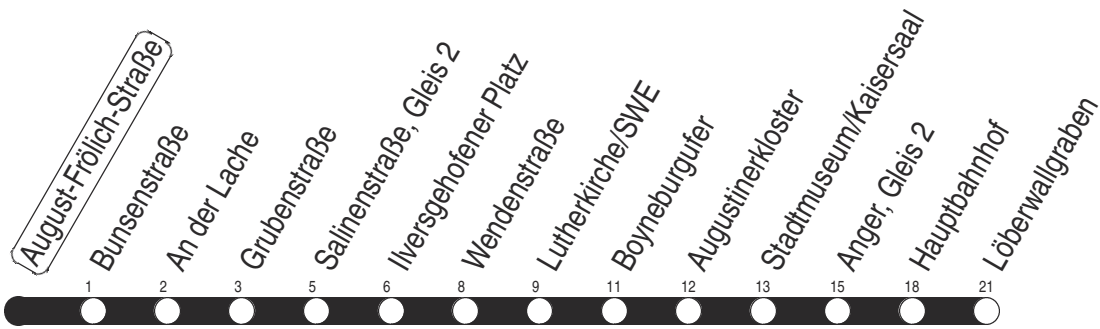 August-Frölich-Straße
Bunsenstraße
An der Lache
Grubenstraße
Salinenstraße, Gleis 2
Ilversgehofener Platz
Wendenstraße
Lutherkirche/SWE
Boyneburgufer
Augustinerkloster
Stadtmuseum/Kaisersaal
Anger, Gleis 2
Hauptbahnhof
Löberwallgraben
1 2 3 5 6 8 9 11 12 13 15 18 21